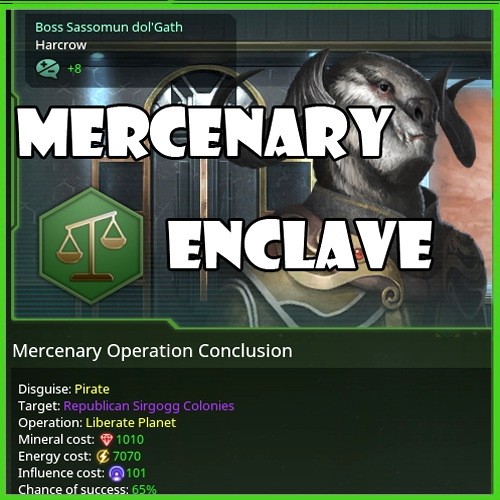 Boss Sassomun dol'Gath
Harcrow
+8
MERCENARY
ENCLAVE
Mercenary Operation Conclusion
Disguise: Pirate
Target: Republican Sirgogg Colonies
Operation: Liberate Planet
Mineral cost: 1010
Energy cost: 7070
Influence cost: 101
Chance of success: 65%